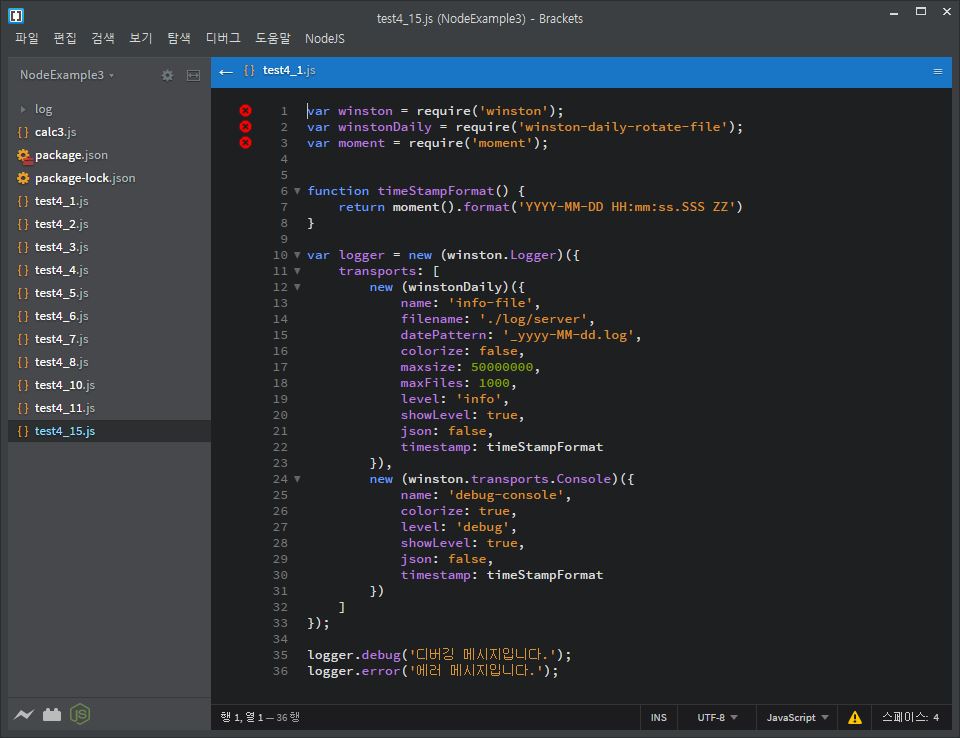 test4_15.js (NodeExample3) - Brackets
파일 편집 검색 보기 탐색 디버그 도움말 NodeJS
NodeExample3
log
calc3.js
package.json
package-lock.json
test4_1.js
test4_2.js
test4_3.js
test4_4.js
test4_5.js
test4_6.js
test4_7.js
test4_8.js
test4_10.js
test4_11.js
test4_15.js
{} test4_1.js
1 var winston = require('winston');
2 var winstonDaily = require('winston-daily-rotate-file');
3 var moment = require('moment');
4
5
6 function timeStampFormat() {
7     return moment().format('YYYY-MM-DD HH:mm:ss.SSS ZZ')
8 }
9
10 var logger = new (winston.Logger)({
11     transports: [
12         new (winstonDaily)({
13             name: 'info-file',
14             filename: './log/server',
15             datePattern: '_yyyy-MM-dd.log',
16             colorize: false,
17             maxsize: 50000000,
18             maxFiles: 1000,
19             level: 'info',
20             showLevel: true,
21             json: false,
22             timestamp: timeStampFormat
23         }),
24         new (winston.transports.Console)({
25             name: 'debug-console',
26             colorize: true,
27             level: 'debug',
28             showLevel: true,
29             json: false,
30             timestamp: timeStampFormat
31         })
32     ]
33 });
34
35 logger.debug('디버깅 메시지입니다.');
36 logger.error('에러 메시지입니다.');
행 1, 열 1 — 36 행 INS UTF-8 JavaScript 스페이스: 4